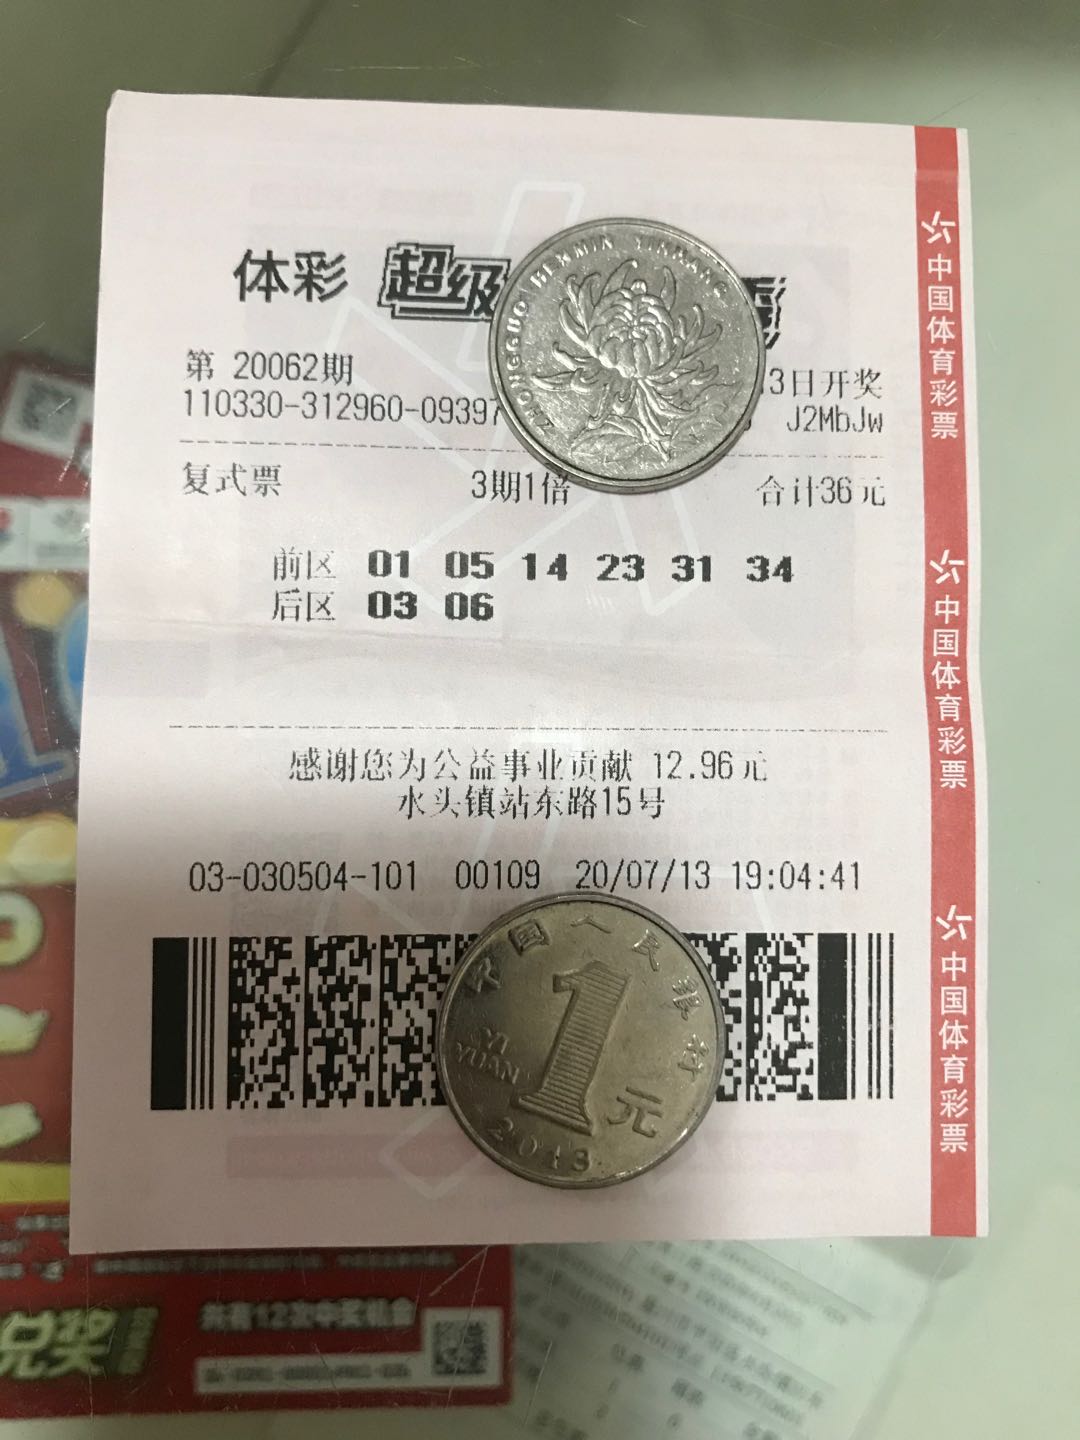 体彩 超级
第 20062期
3日开奖
110330-312960-09397
J2MbJw
复式票 3期1倍 合计36元
前区 01 05 14 23 31 34
后区 03 06
感谢您为公益事业贡献 12.96元
水头镇站东路15号
03-030504-101 00109 20/07/13 19:04:41
中国体育彩票
中国体育彩票
中国体育彩票
ZHONGGUO RENMIN YINHANG
中国人民银行
YI YUAN
1元
2013
兑奖
共有12次中奖机会